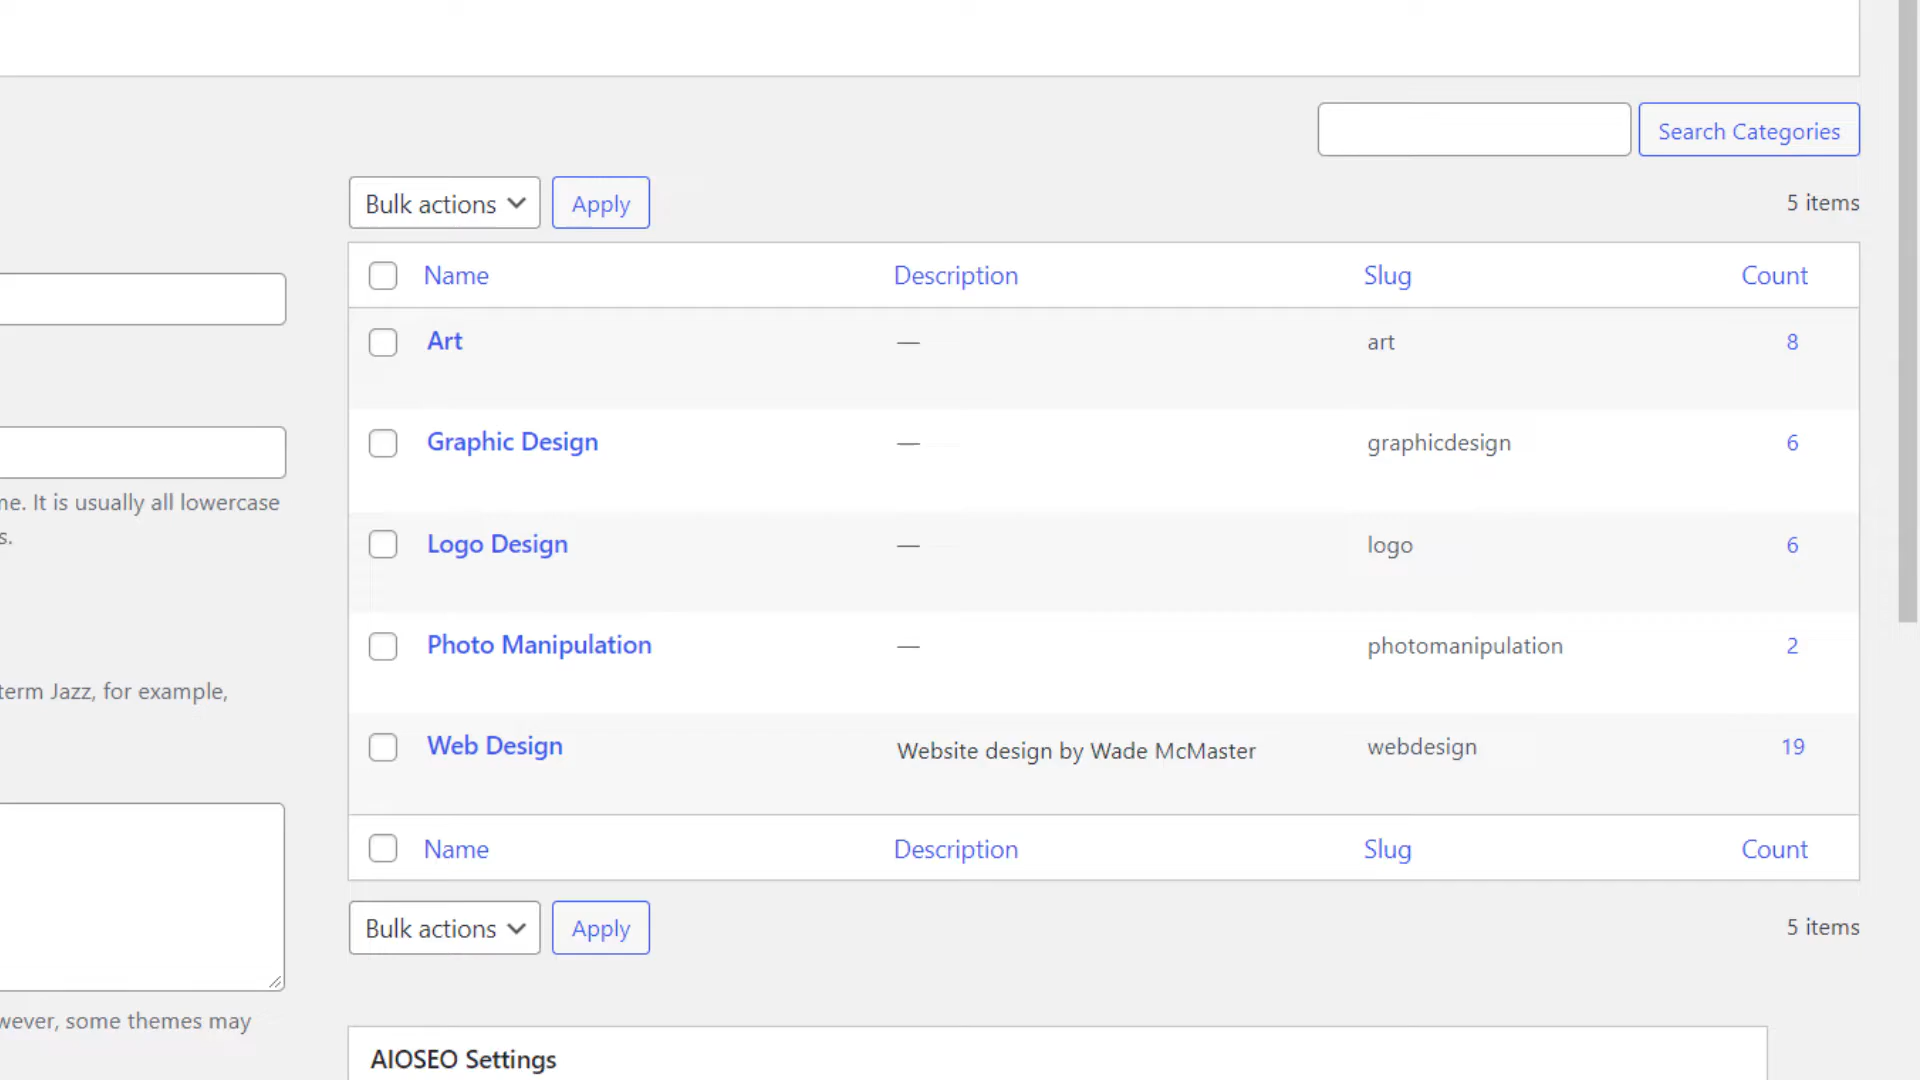 Search Categories
Bulk actions Apply 5 items
Name Description Slug Count
Art — art 8
Graphic Design — graphicdesign 6
Logo Design — logo 6
me. It is usually all lowercase
s.
Photo Manipulation — photomanipulation 2
term Jazz, for example,
Web Design Website design by Wade McMaster webdesign 19
Name Description Slug Count
Bulk actions Apply 5 items
wever, some themes may
AIOSEO Settings